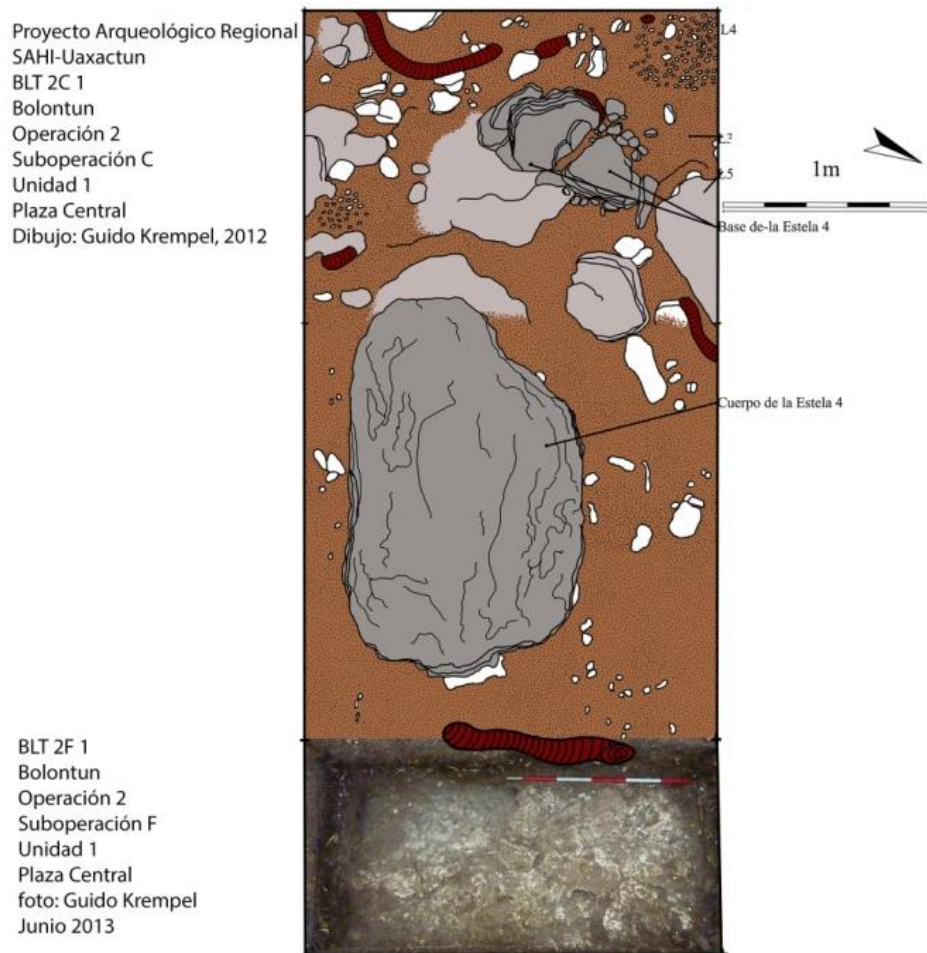 Proyecto Arqueológico Regional
SAHI-Uaxactun
BLT 2C 1
Bolontun
Operación 2
Suboperación C
Unidad 1
Plaza Central
Dibujo: Guido Krempel, 2012
L4
L2
L5
1m
Base de-la Estela 4
Cuerpo de la Estela 4
BLT 2F 1
Bolontun
Operación 2
Suboperación F
Unidad 1
Plaza Central
foto: Guido Krempel
Junio 2013